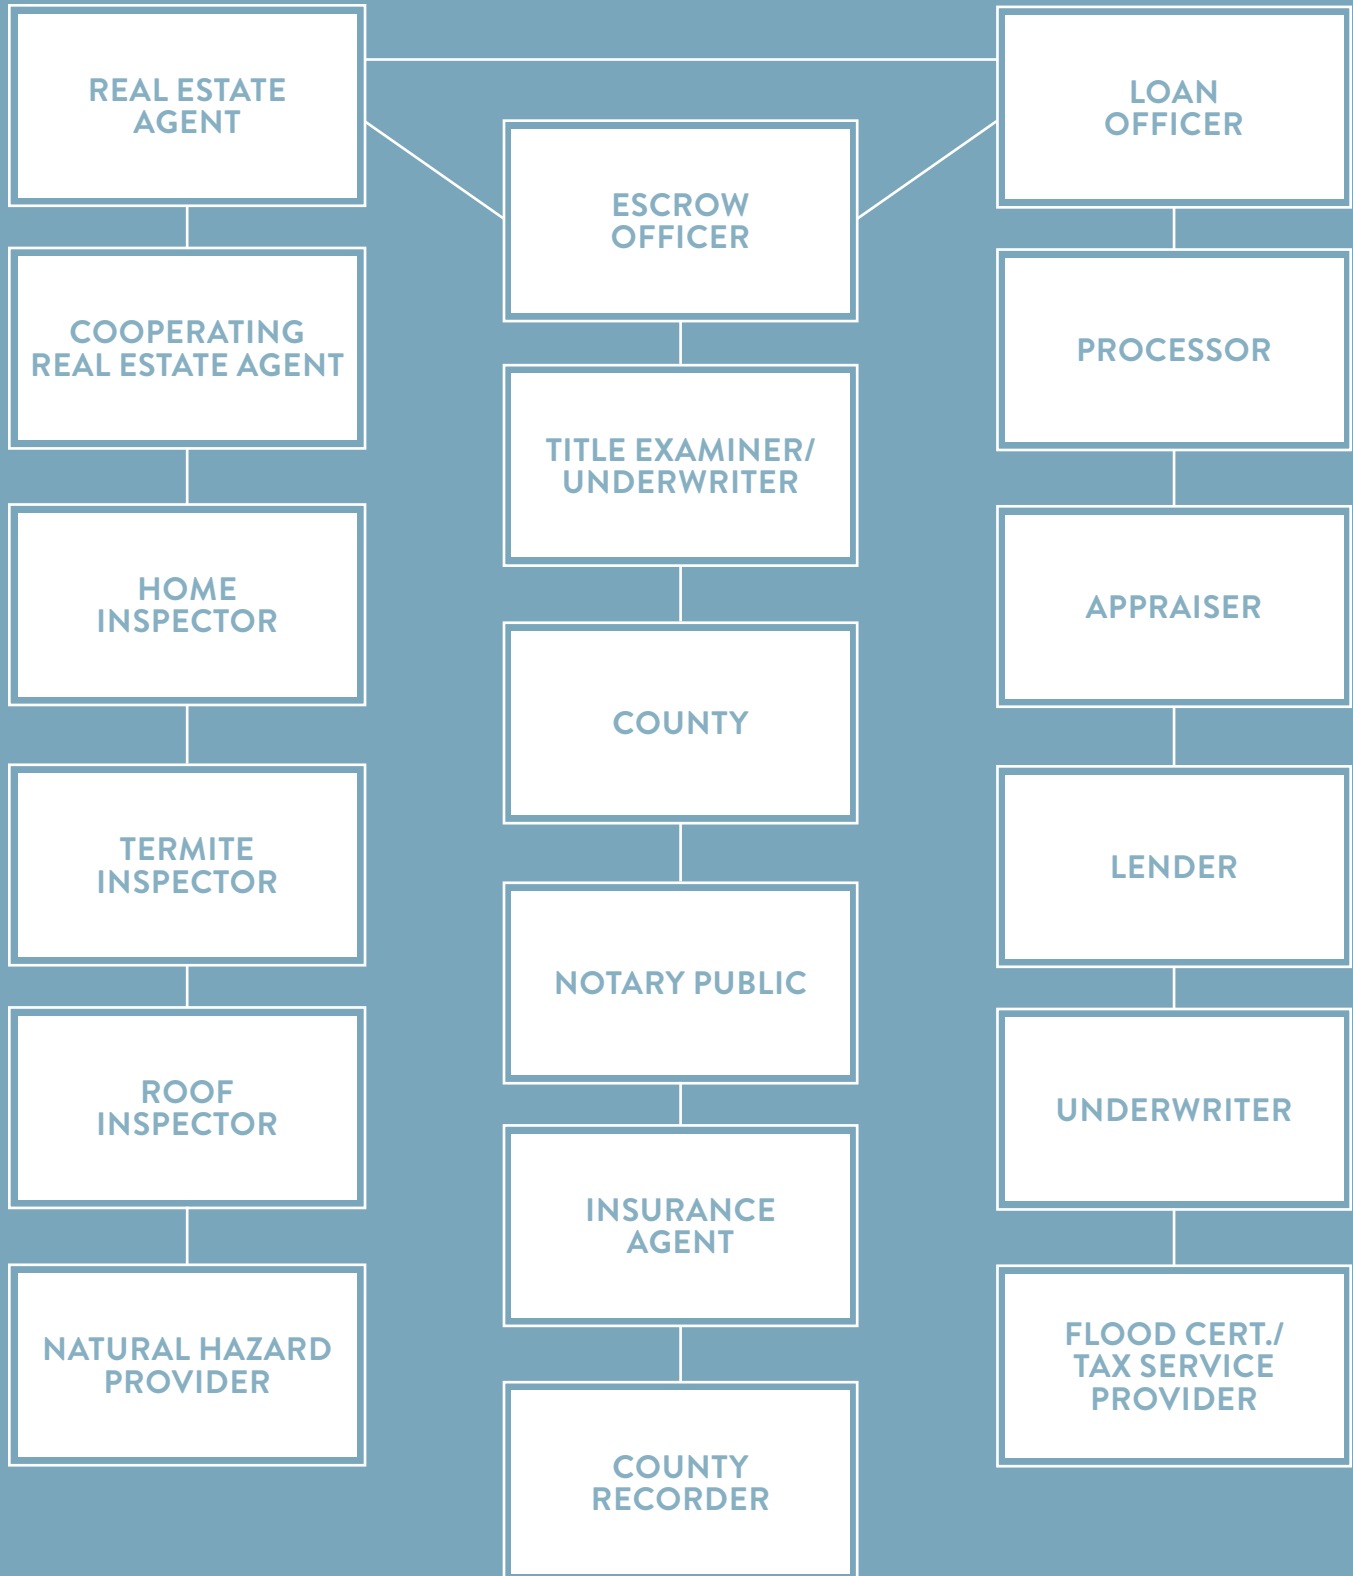 REAL ESTATE
AGENT
COOPERATING
REAL ESTATE AGENT
HOME
INSPECTOR
TERMITE
INSPECTOR
ROOF
INSPECTOR
NATURAL HAZARD
PROVIDER
ESCROW
OFFICER
TITLE EXAMINER/
UNDERWRITER
COUNTY
NOTARY PUBLIC
INSURANCE
AGENT
COUNTY
RECORDER
LOAN
OFFICER
PROCESSOR
APPRAISER
LENDER
UNDERWRITER
FLOOD CERT./
TAX SERVICE
PROVIDER